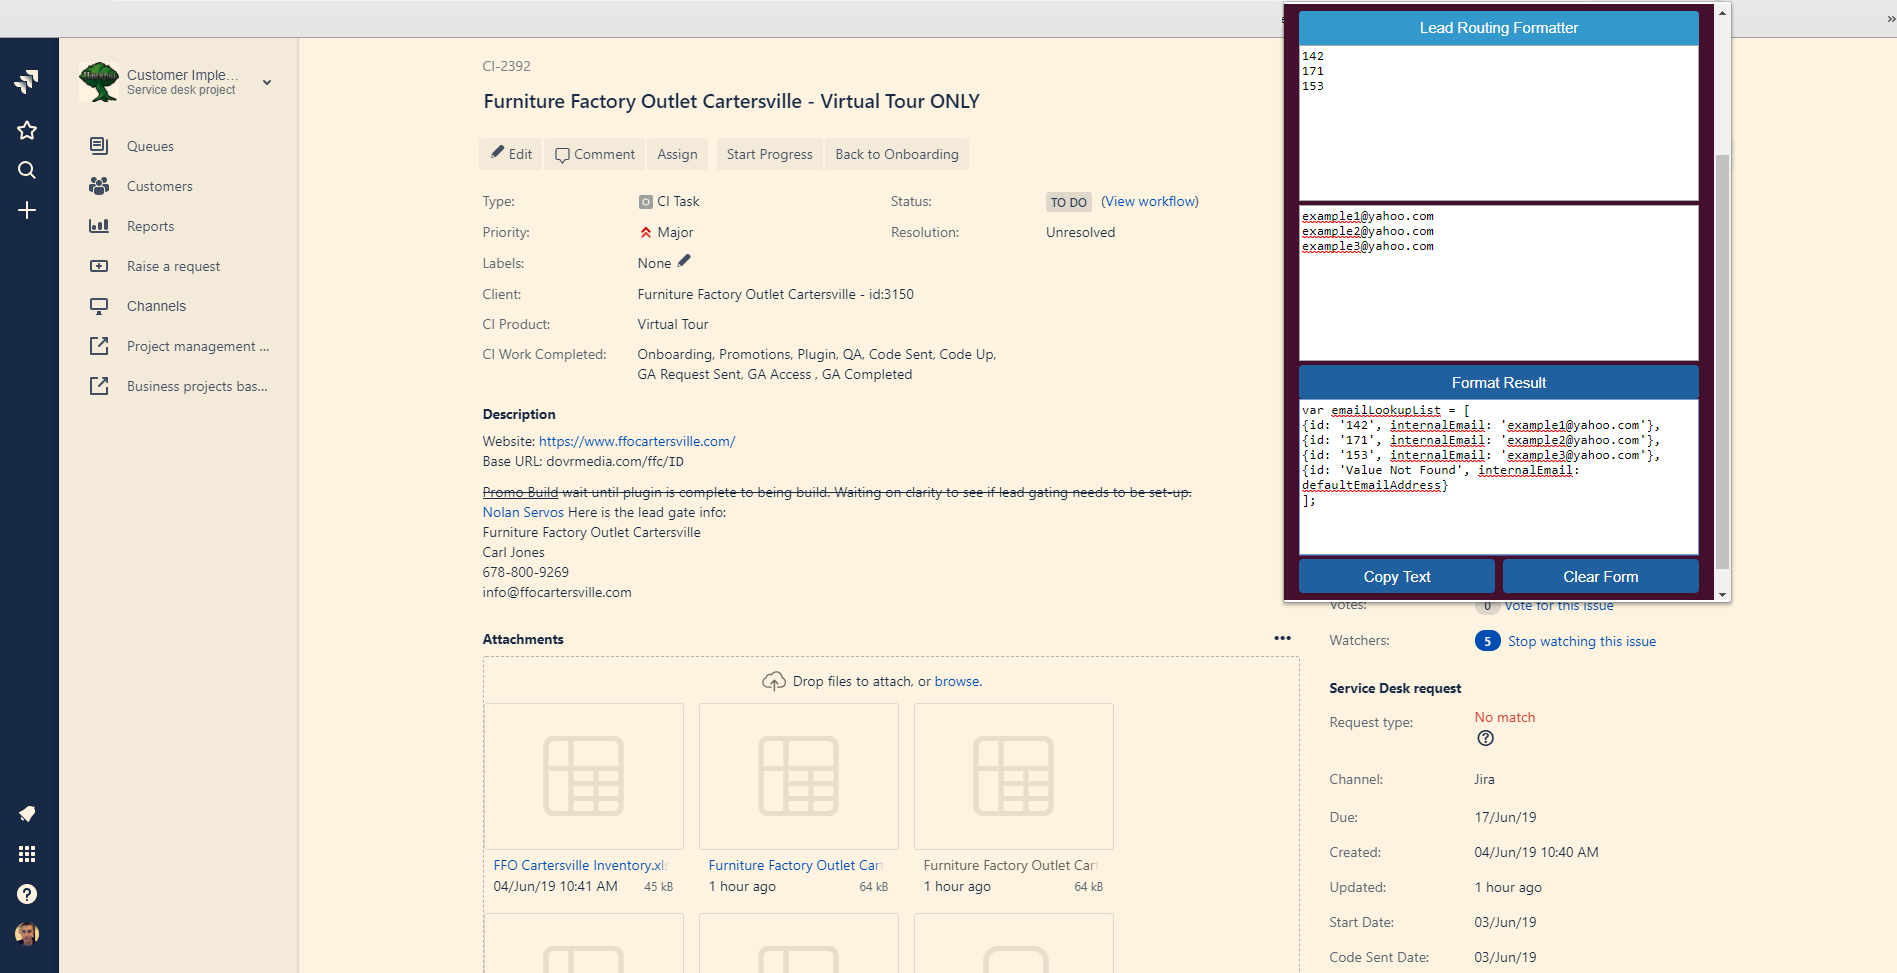 Customer Imple...
Service desk project
Queues
Customers
Reports
Raise a request
Channels
Project management ...
Business projects bas...
CI-2392
Furniture Factory Outlet Cartersville - Virtual Tour ONLY
Edit
Comment
Assign
Start Progress
Back to Onboarding
Type:
CI Task
Status:
TO DO
(View workflow)
Priority:
Major
Resolution:
Unresolved
Labels:
None
Client:
Furniture Factory Outlet Cartersville - id:3150
CI Product:
Virtual Tour
CI Work Completed:
Onboarding, Promotions, Plugin, QA, Code Sent, Code Up,
GA Request Sent, GA Access , GA Completed
Description
Website: https://www.ffocartersville.com/
Base URL: dovrmedia.com/ffc/ID
Promo Build wait until plugin is complete to being build. Waiting on clarity to see if lead gating needs to be set-up.
Nolan Servos Here is the lead gate info:
Furniture Factory Outlet Cartersville
Carl Jones
678-800-9269
info@ffocartersville.com
Attachments
•••
Drop files to attach, or browse.
FFO Cartersville Inventory.xls
04/Jun/19 10:41 AM
45 kB
Furniture Factory Outlet Cart
1 hour ago
64 kB
Furniture Factory Outlet Cart
1 hour ago
64 kB
»
Lead Routing Formatter
142
171
153
example1@yahoo.com
example2@yahoo.com
example3@yahoo.com
Format Result
var emailLookupList = [
{id: '142', internalEmail: 'example1@yahoo.com'},
{id: '171', internalEmail: 'example2@yahoo.com'},
{id: '153', internalEmail: 'example3@yahoo.com'},
{id: 'Value Not Found', internalEmail:
defaultEmailAddress}
];
Copy Text
Clear Form
Votes:
0
Vote for this issue
Watchers:
5
Stop watching this issue
Service Desk request
Request type:
No match
Channel:
Jira
Due:
17/Jun/19
Created:
04/Jun/19 10:40 AM
Updated:
1 hour ago
Start Date:
03/Jun/19
Code Sent Date:
03/Jun/19